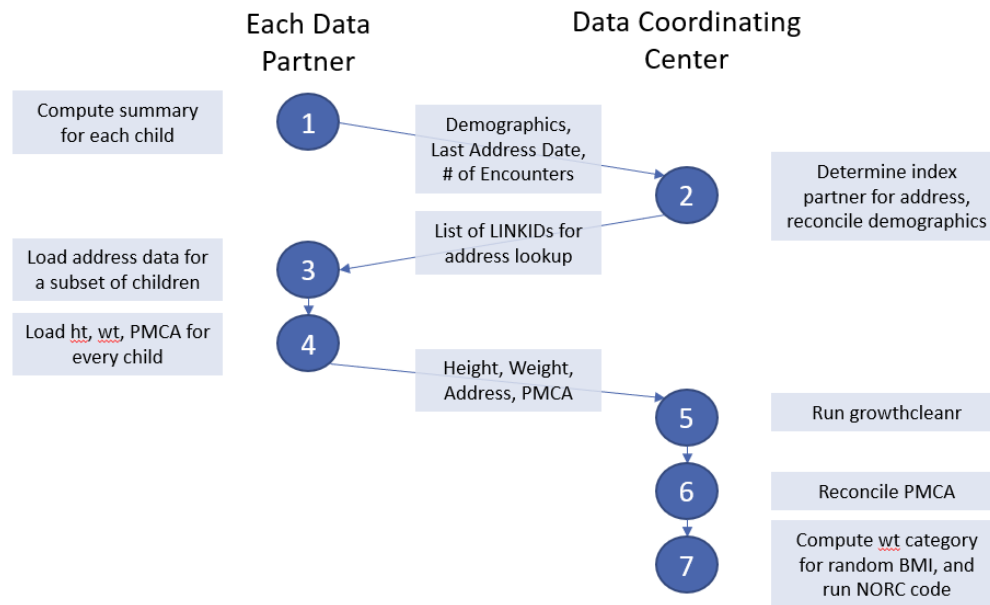 Each Data
Partner
Data Coordinating
Center
Compute summary
for each child
1
Demographics,
Last Address Date,
# of Encounters
2
Determine index
partner for address,
reconcile demographics
List of LINKIDs for
address lookup
Load address data for
a subset of children
3
Load ht, wt, PMCA for
every child
4
Height, Weight,
Address, PMCA
5
Run growthcleanr
6
Reconcile PMCA
7
Compute wt category
for random BMI, and
run NORC code